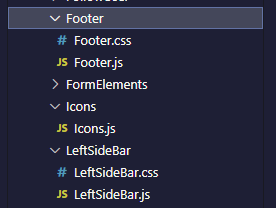 Footer
# Footer.css
JS Footer.js
FormElements
Icons
JS Icons.js
LeftSideBar
# LeftSideBar.css
JS LeftSideBar.js